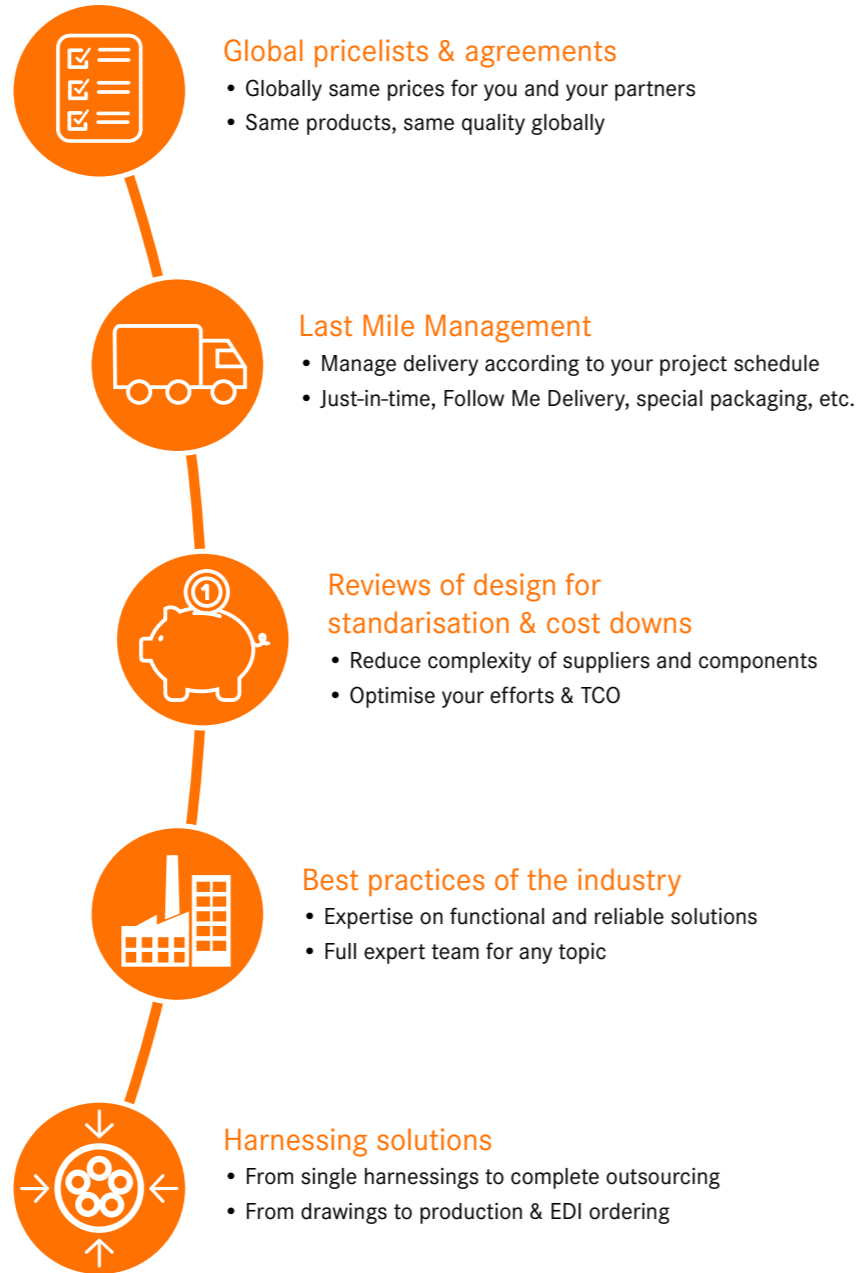 Global pricelists & agreements
• Globally same prices for you and your partners
• Same products, same quality globally
Last Mile Management
• Manage delivery according to your project schedule
• Just-in-time, Follow Me Delivery, special packaging, etc.
1
Reviews of design for
standarisation & cost downs
• Reduce complexity of suppliers and components
• Optimise your efforts & TCO
Best practices of the industry
• Expertise on functional and reliable solutions
• Full expert team for any topic
Harnessing solutions
• From single harnessings to complete outsourcing
• From drawings to production & EDI ordering